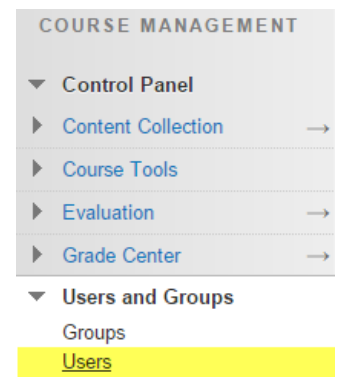 COURSE MANAGEMENT
Control Panel
Content Collection
Course Tools
Evaluation
Grade Center
Users and Groups
Groups
Users